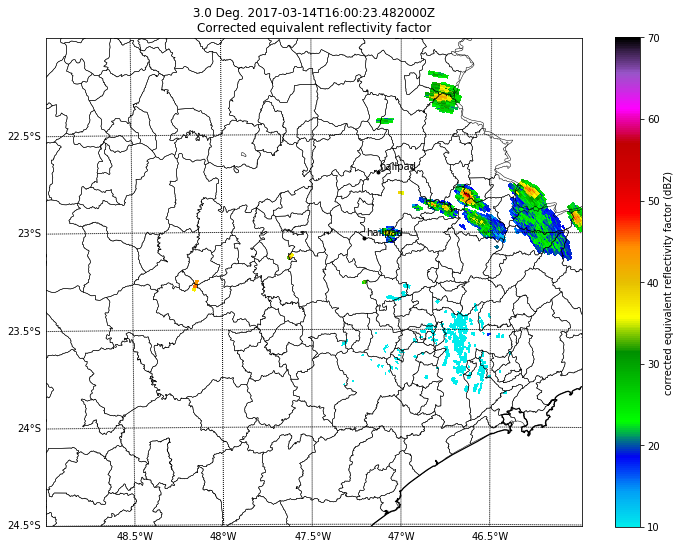 3.0 Deg. 2017-03-14T16:00:23.482000Z
Corrected equivalent reflectivity factor
70
60
50
40
30
20
10
corrected equivalent reflectivity factor (dBZ)
22.5°S
23°S
23.5°S
24°S
24.5°S
hailpad
hailpad
48.5°W
48°W
47.5°W
47°W
46.5°W